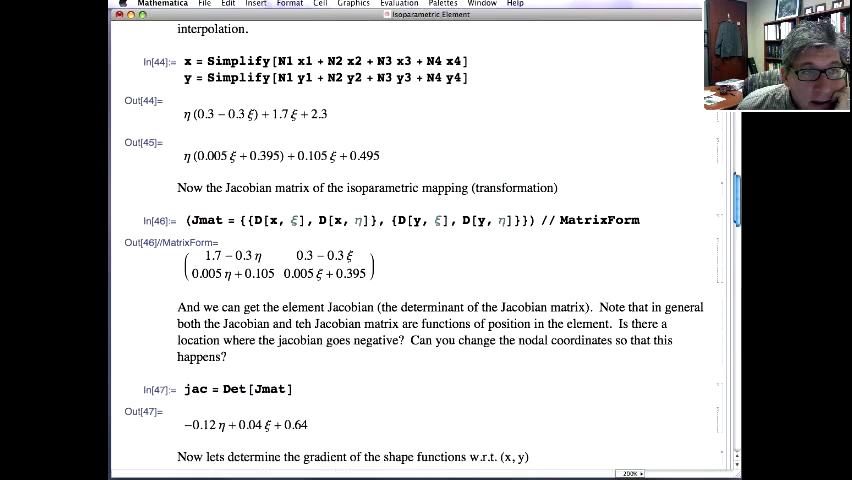 Mathematica File Edit Insert Format Cell Graphics Evaluation Palettes Window Help
Isoparametric Element
interpolation.
In[44]:= x = Simplify[N1 x1 + N2 x2 + N3 x3 + N4 x4]
y = Simplify[N1 y1 + N2 y2 + N3 y3 + N4 y4]
Out[44]=
η (0.3 − 0.3 ξ) + 1.7 ξ + 2.3
Out[45]=
η (0.005 ξ + 0.395) + 0.105 ξ + 0.495
Now the Jacobian matrix of the isoparametric mapping (transformation)
In[46]:= (Jmat = {{D[x, ξ], D[x, η]}, {D[y, ξ], D[y, η]}}) // MatrixForm
Out[46]//MatrixForm=
1.7 − 0.3 η 0.3 − 0.3 ξ
0.005 η + 0.105 0.005 ξ + 0.395
And we can get the element Jacobian (the determinant of the Jacobian matrix). Note that in general
both the Jacobian and teh Jacobian matrix are functions of position in the element. Is there a
location where the jacobian goes negative? Can you change the nodal coordinates so that this
happens?
In[47]:= jac = Det[Jmat]
Out[47]=
−0.12 η + 0.04 ξ + 0.64
Now lets determine the gradient of the shape functions w.r.t. (x, y)
200%